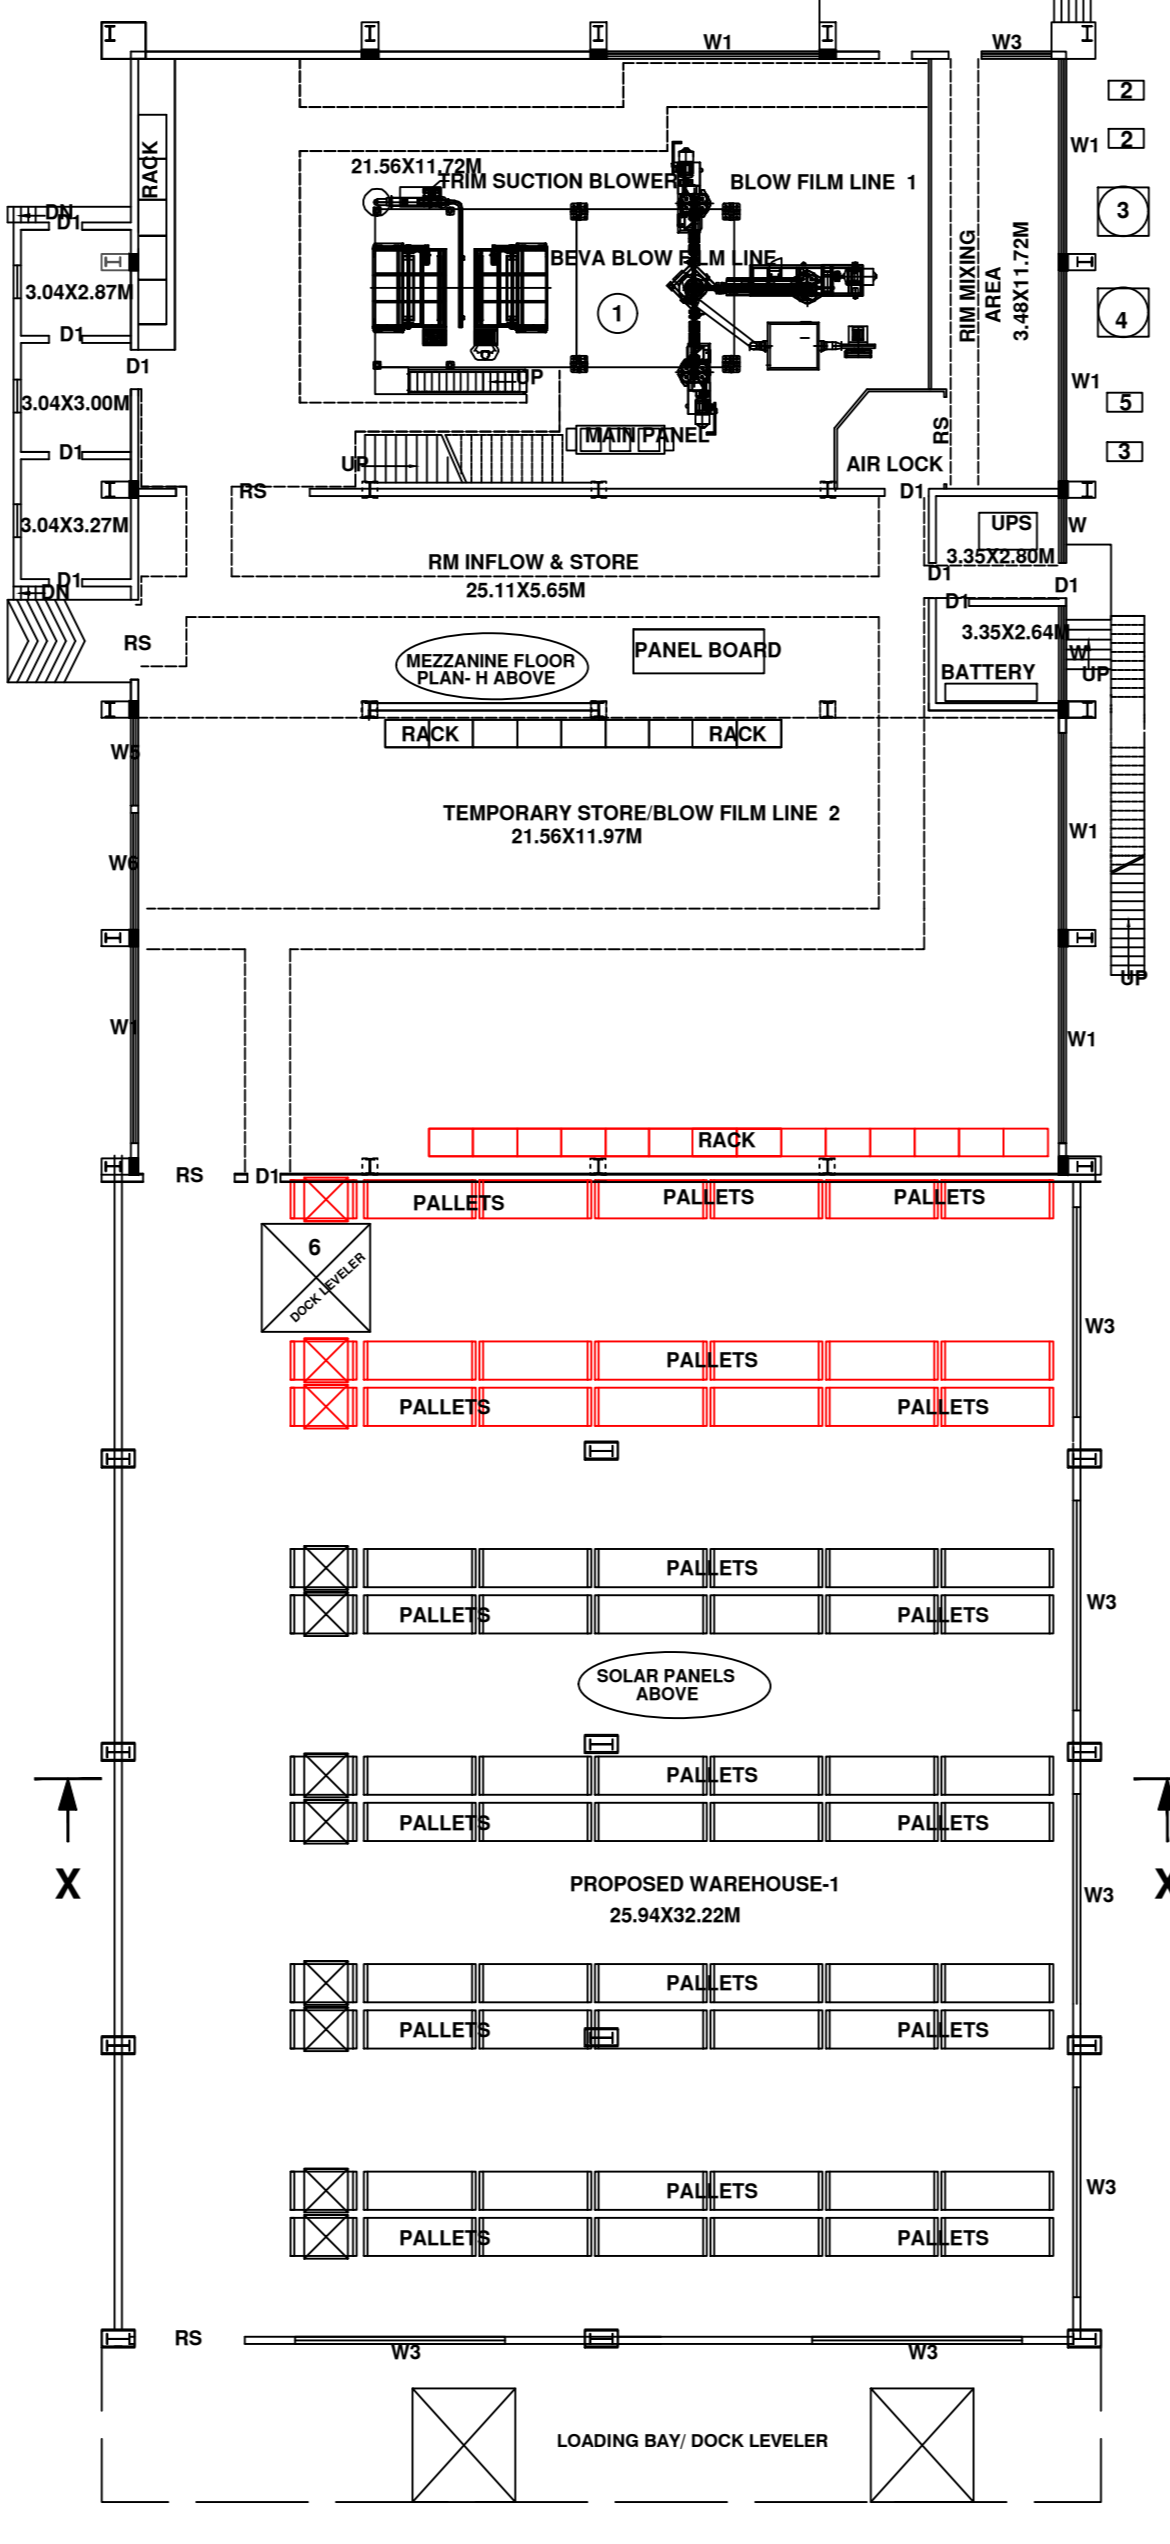 W1
W3
2
2
W1
RACK
21.56X11.72M
TRIM SUCTION BLOWER
BLOW FILM LINE 1
3
DN
D1
BEVA BLOW FILM LINE
RIM MIXING
AREA
3.48X11.72M
3.04X2.87M
1
4
D1
D1
UP
W1
3.04X3.00M
5
RS
MAIN PANEL
D1
3
UP
AIR LOCK
RS
D1
3.04X3.27M
UPS
W
3.35X2.80M
RM INFLOW & STORE
25.11X5.65M
D1
D1
D1
DN
D1
RS
3.35X2.64M
W
PANEL BOARD
MEZZANINE FLOOR
PLAN- H ABOVE
BATTERY
UP
RACK
RACK
W5
TEMPORARY STORE/BLOW FILM LINE 2
21.56X11.97M
W1
W6
UP
W1
W1
RACK
RS
D1
PALLETS
PALLETS
PALLETS
6
DOCK LEVELER
W3
PALLETS
PALLETS
PALLETS
PALLETS
W3
PALLETS
PALLETS
SOLAR PANELS
ABOVE
PALLETS
PALLETS
PALLETS
X
X
PROPOSED WAREHOUSE-1
25.94X32.22M
W3
PALLETS
PALLETS
PALLETS
W3
PALLETS
PALLETS
PALLETS
RS
W3
W3
LOADING BAY/ DOCK LEVELER